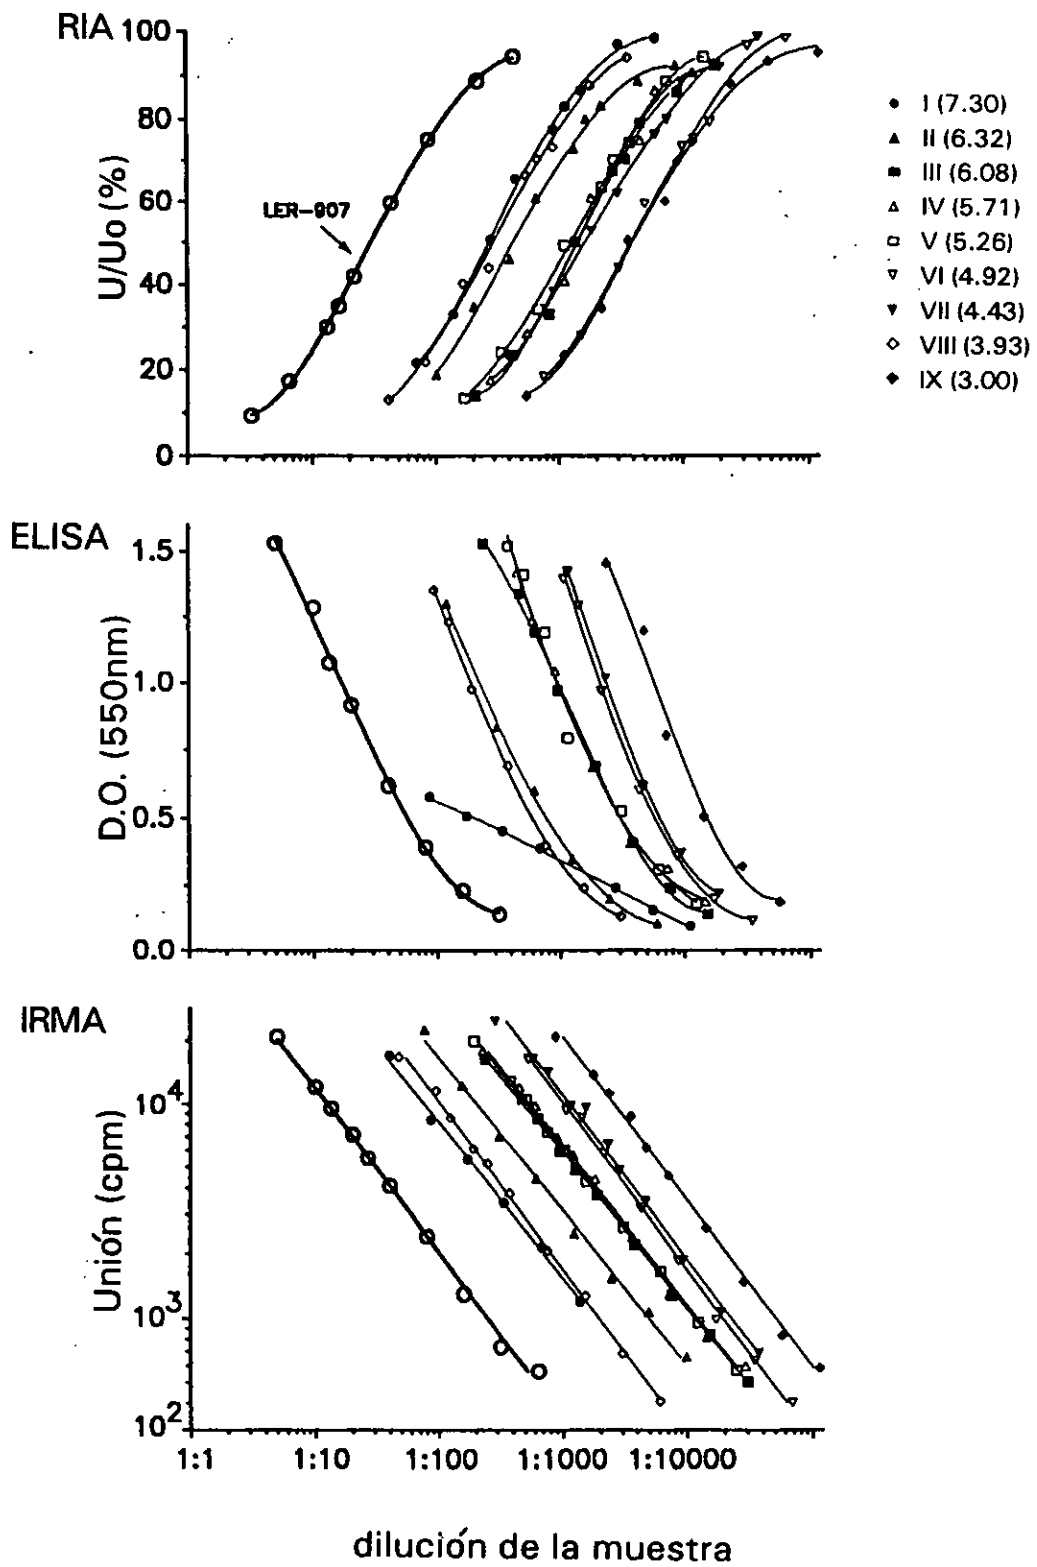 RIA
100
80
60
40
20
0
U/Uo (%)
LER-907
I (7.30)
II (6.32)
III (6.08)
IV (5.71)
V (5.26)
VI (4.92)
VII (4.43)
VIII (3.93)
IX (3.00)
ELISA
1.5
1.0
0.5
0.0
D.O. (550nm)
IRMA
10⁴
10³
10²
Unión (cpm)
1:1 1:10 1:100 1:1000 1:10000
dilución de la muestra